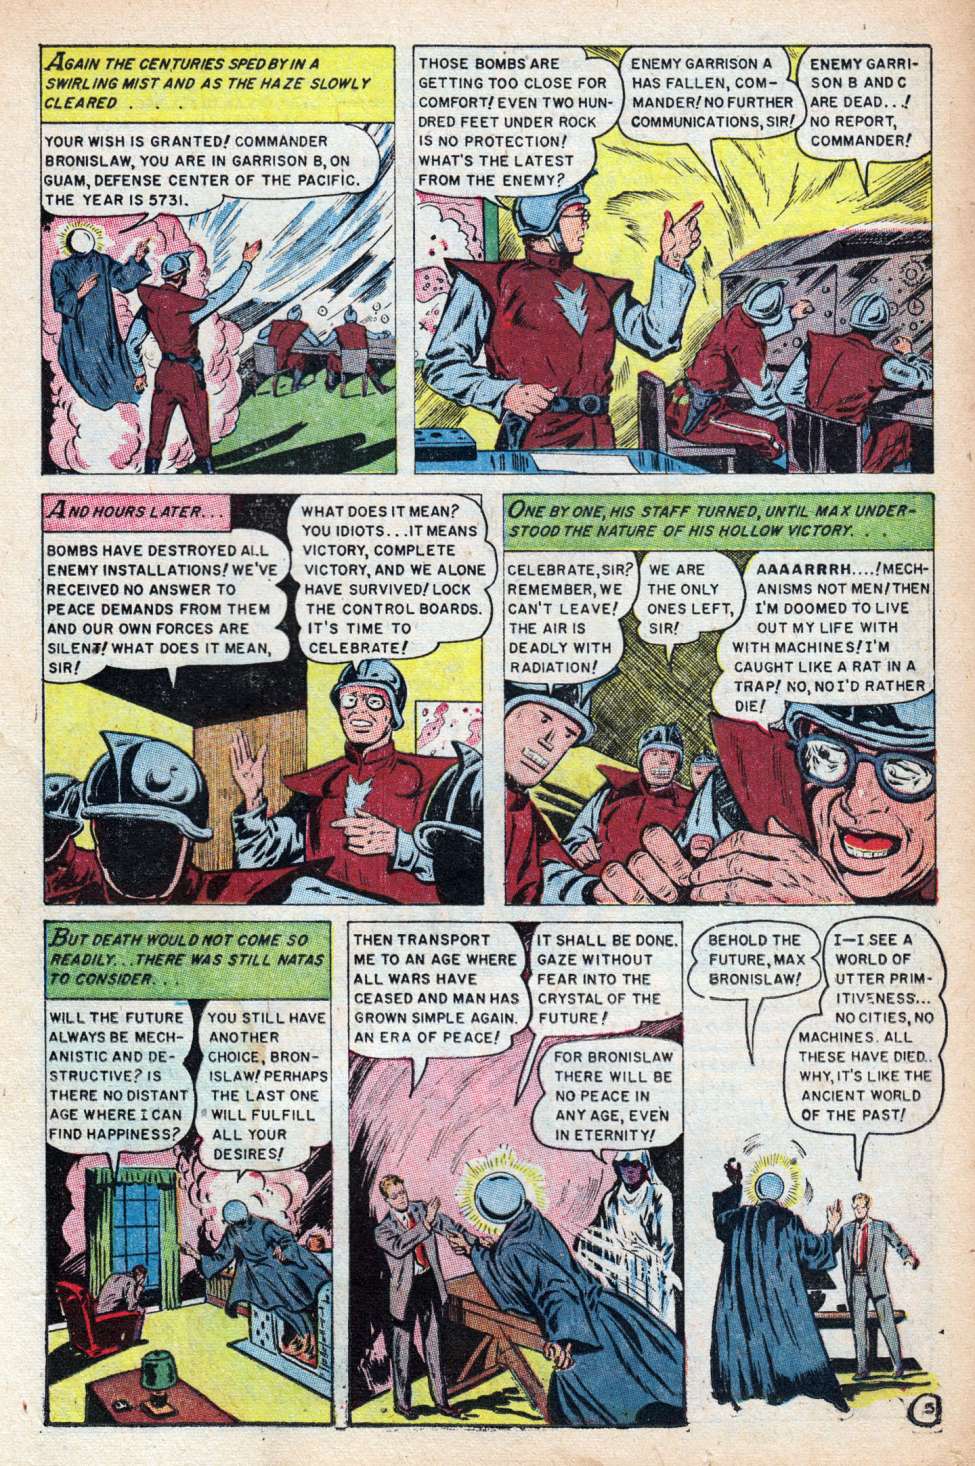 AGAIN THE CENTURIES SPED BY IN A
SWIRLING MIST AND AS THE HAZE SLOWLY
CLEARED . . . .
YOUR WISH IS GRANTED! COMMANDER
BRONISLAW, YOU ARE IN GARRISON B, ON
GUAM, DEFENSE CENTER OF THE PACIFIC.
THE YEAR IS 5731.
THOSE BOMBS ARE
GETTING TOO CLOSE FOR
COMFORT! EVEN TWO HUN-
DRED FEET UNDER ROCK
IS NO PROTECTION!
WHAT'S THE LATEST
FROM THE ENEMY?
ENEMY GARRISON A
HAS FALLEN, COM-
MANDER! NO FURTHER
COMMUNICATIONS, SIR!
ENEMY GARRI-
SON B AND C
ARE DEAD...!
NO REPORT,
COMMANDER!
AND HOURS LATER...
BOMBS HAVE DESTROYED ALL
ENEMY INSTALLATIONS! WE'VE
RECEIVED NO ANSWER TO
PEACE DEMANDS FROM THEM
AND OUR OWN FORCES ARE
SILENT! WHAT DOES IT MEAN,
SIR!
WHAT DOES IT MEAN?
YOU IDIOTS...IT MEANS
VICTORY, COMPLETE
VICTORY, AND WE ALONE
HAVE SURVIVED! LOCK
THE CONTROL BOARDS.
IT'S TIME TO
CELEBRATE!
ONE BY ONE, HIS STAFF TURNED, UNTIL MAX UNDER-
STOOD THE NATURE OF HIS HOLLOW VICTORY. . . .
CELEBRATE, SIR?
REMEMBER, WE
CAN'T LEAVE!
THE AIR IS
DEADLY WITH
RADIATION!
WE ARE
THE ONLY
ONES LEFT,
SIR!
AAAARRRH....! MECH-
ANISMS NOT MEN! THEN
I'M DOOMED TO LIVE
OUT MY LIFE WITH
WITH MACHINES! I'M
CAUGHT LIKE A RAT IN A
TRAP! NO, NO I'D RATHER
DIE!
BUT DEATH WOULD NOT COME SO
READILY...THERE WAS STILL NATAS
TO CONSIDER...
WILL THE FUTURE
ALWAYS BE MECH-
ANISTIC AND DE-
STRUCTIVE? IS
THERE NO DISTANT
AGE WHERE I CAN
FIND HAPPINESS?
YOU STILL HAVE
ANOTHER
CHOICE, BRON-
ISLAW! PERHAPS
THE LAST ONE
WILL FULFILL
ALL YOUR
DESIRES!
THEN TRANSPORT
ME TO AN AGE WHERE
ALL WARS HAVE
CEASED AND MAN HAS
GROWN SIMPLE AGAIN.
AN ERA OF PEACE!
IT SHALL BE DONE.
GAZE WITHOUT
FEAR INTO THE
CRYSTAL OF THE
FUTURE!
FOR BRONISLAW
THERE WILL BE
NO PEACE IN
ANY AGE, EVEN
IN ETERNITY!
BEHOLD THE
FUTURE, MAX
BRONISLAW!
I—I SEE A
WORLD OF
UTTER PRIM-
ITIVENESS...
NO CITIES, NO
MACHINES. ALL
THESE HAVE DIED..
WHY, IT'S LIKE THE
ANCIENT WORLD
OF THE PAST!
5